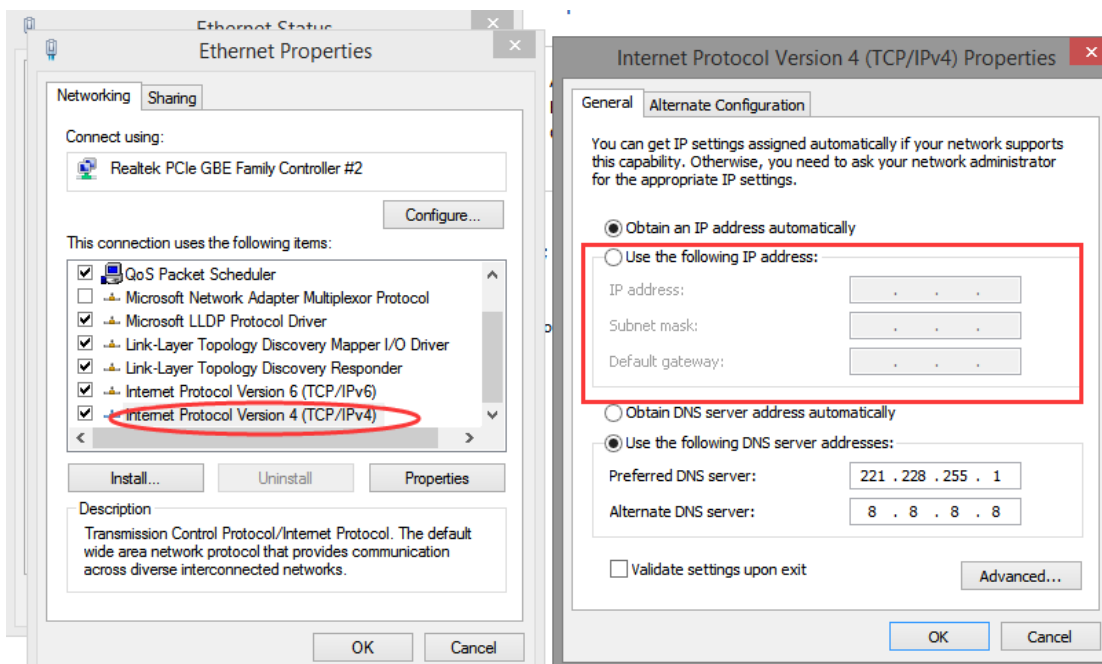 Ethernet Status
Ethernet Properties
Networking
Sharing
Connect using:
Realtek PCIe GBE Family Controller #2
Configure...
This connection uses the following items:
QoS Packet Scheduler
Microsoft Network Adapter Multiplexor Protocol
Microsoft LLDP Protocol Driver
Link-Layer Topology Discovery Mapper I/O Driver
Link-Layer Topology Discovery Responder
Internet Protocol Version 6 (TCP/IPv6)
Internet Protocol Version 4 (TCP/IPv4)
Install...
Uninstall
Properties
Description
Transmission Control Protocol/Internet Protocol. The default
wide area network protocol that provides communication
across diverse interconnected networks.
OK
Cancel
Internet Protocol Version 4 (TCP/IPv4) Properties
General
Alternate Configuration
You can get IP settings assigned automatically if your network supports
this capability. Otherwise, you need to ask your network administrator
for the appropriate IP settings.
Obtain an IP address automatically
Use the following IP address:
IP address:
. . .
Subnet mask:
. . .
Default gateway:
. . .
Obtain DNS server address automatically
Use the following DNS server addresses:
Preferred DNS server:
221 . 228 . 255 . 1
Alternate DNS server:
8 . 8 . 8 . 8
Validate settings upon exit
Advanced...
OK
Cancel